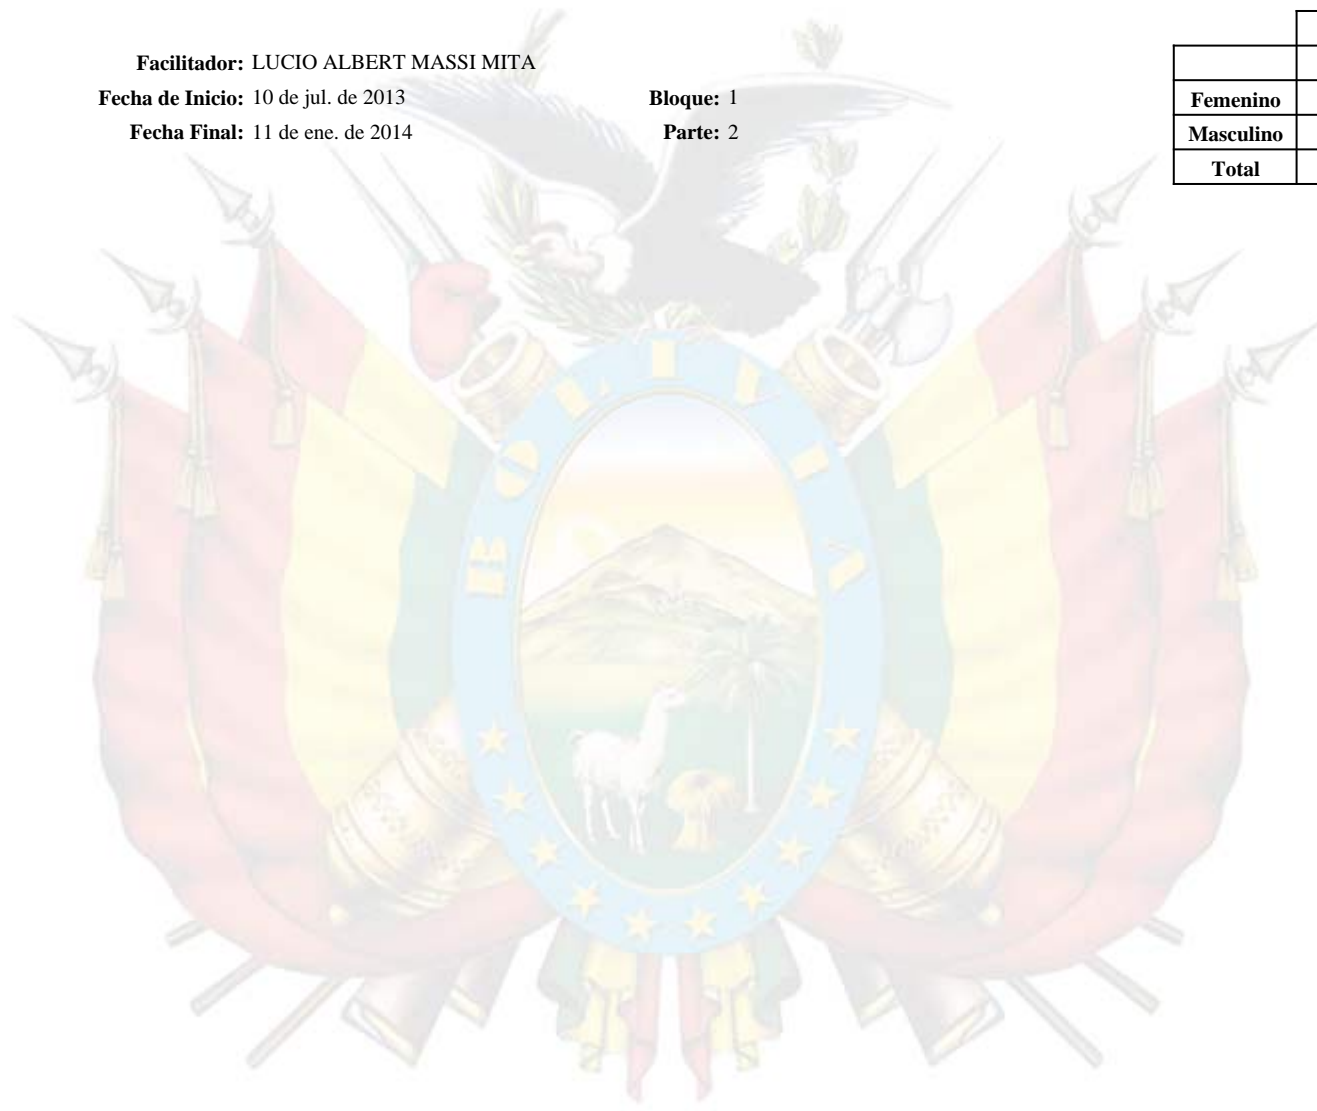 Facilitador: LUCIO ALBERT MASSI MITA
Fecha de Inicio: 10 de jul. de 2013 Bloque: 1
Fecha Final: 11 de ene. de 2014 Parte: 2
Femenino
Masculino
Total
BOLIVIA